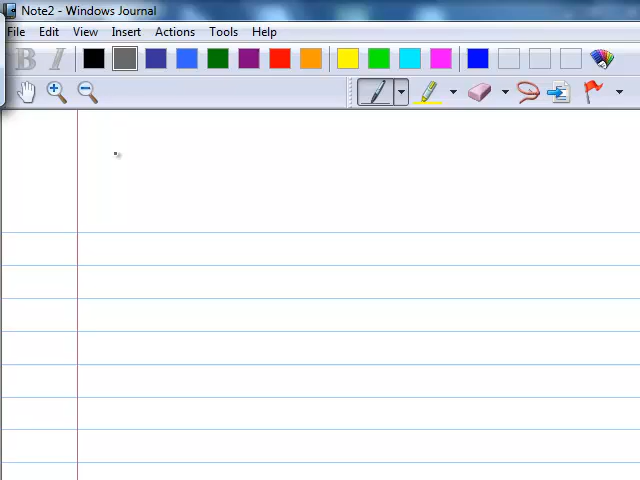 Note2 - Windows Journal
File Edit View Insert Actions Tools Help
B I